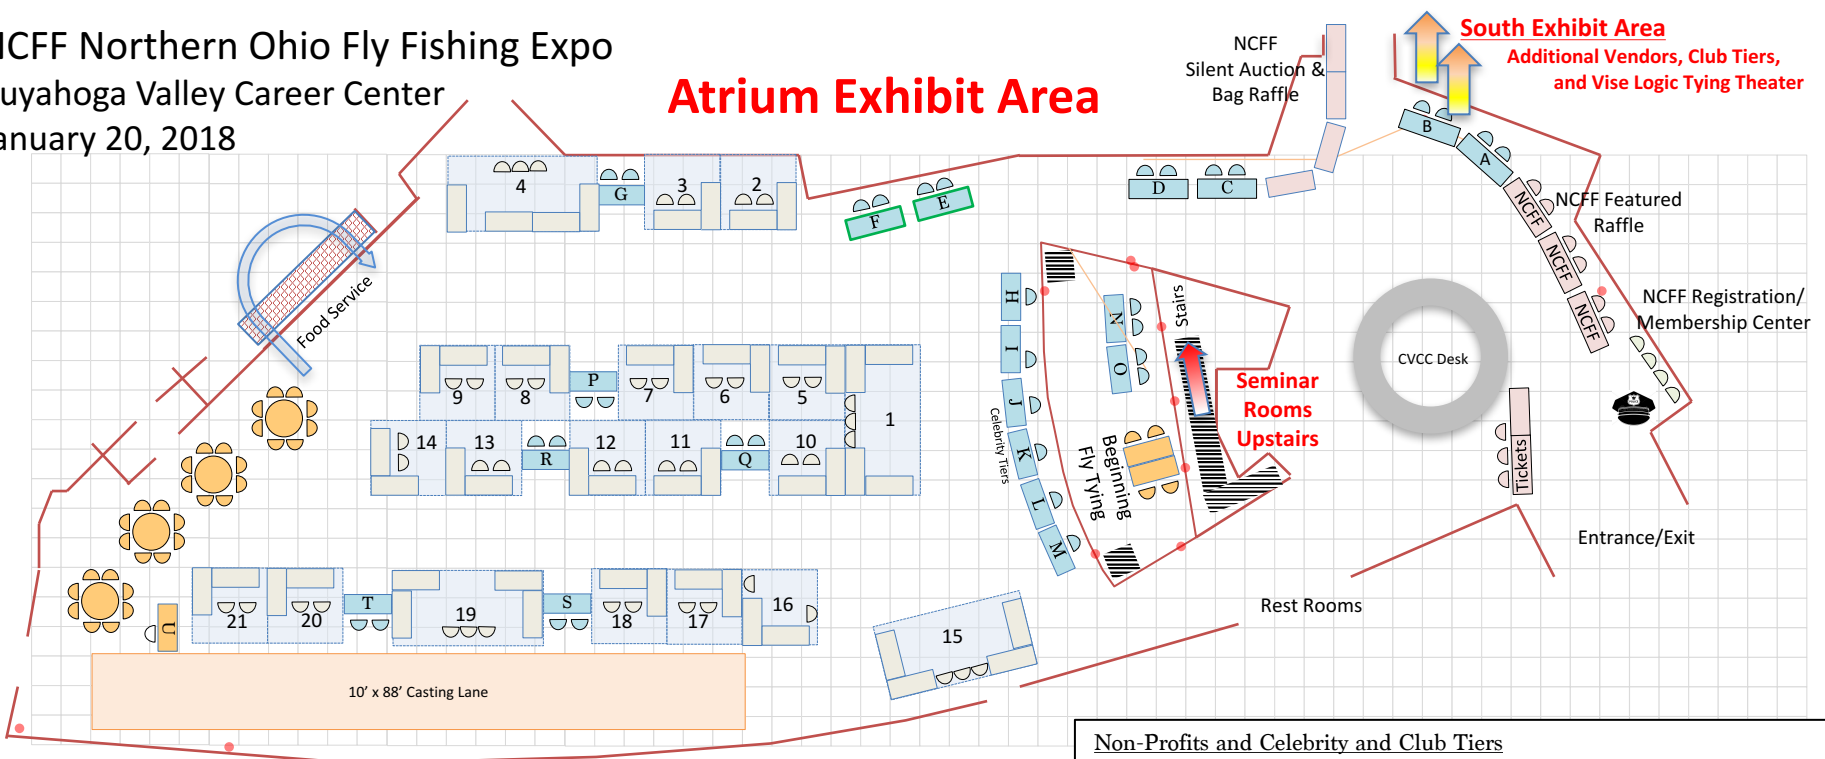 NCFF Northern Ohio Fly Fishing Expo
uyahoga Valley Career Center
anuary 20, 2018
Atrium Exhibit Area
NCFF
Silent Auction &
Bag Raffle
South Exhibit Area
Additional Vendors, Club Tiers,
and Vise Logic Tying Theater
B
A
4
G
3
2
F
E
D
C
NCFF
NCFF
NCFF
NCFF Featured
Raffle
NCFF Registration/
Membership Center
Food Service
H
I
J
K
L
M
Celebrity Tiers
N
O
Stairs
Beginning
Fly Tying
Seminar
Rooms
Upstairs
CVCC Desk
Tickets
Entrance/Exit
Rest Rooms
9
8
P
7
6
5
1
14
13
R
12
11
Q
10
U
21
20
T
19
S
18
17
16
15
10’ x 88’ Casting Lane
Non-Profits and Celebrity and Club Tiers